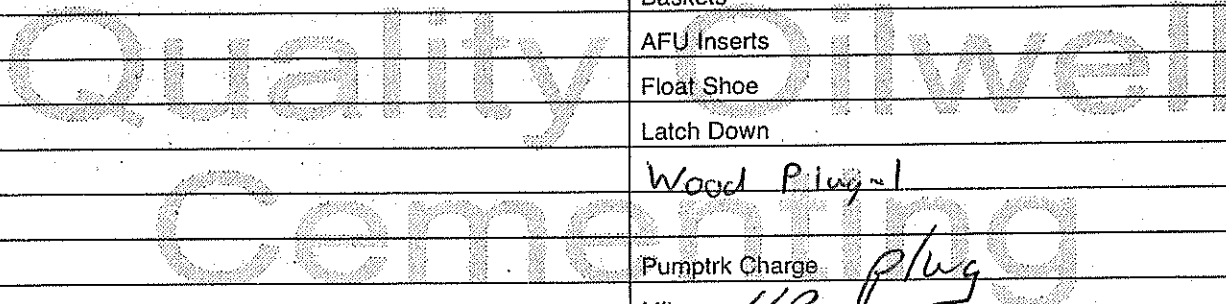 Baskets
AFU Inserts
Float Shoe
Latch Down
Wood Plug-1
Pumptrk Charge plug
Quality Oilwell
Cementing